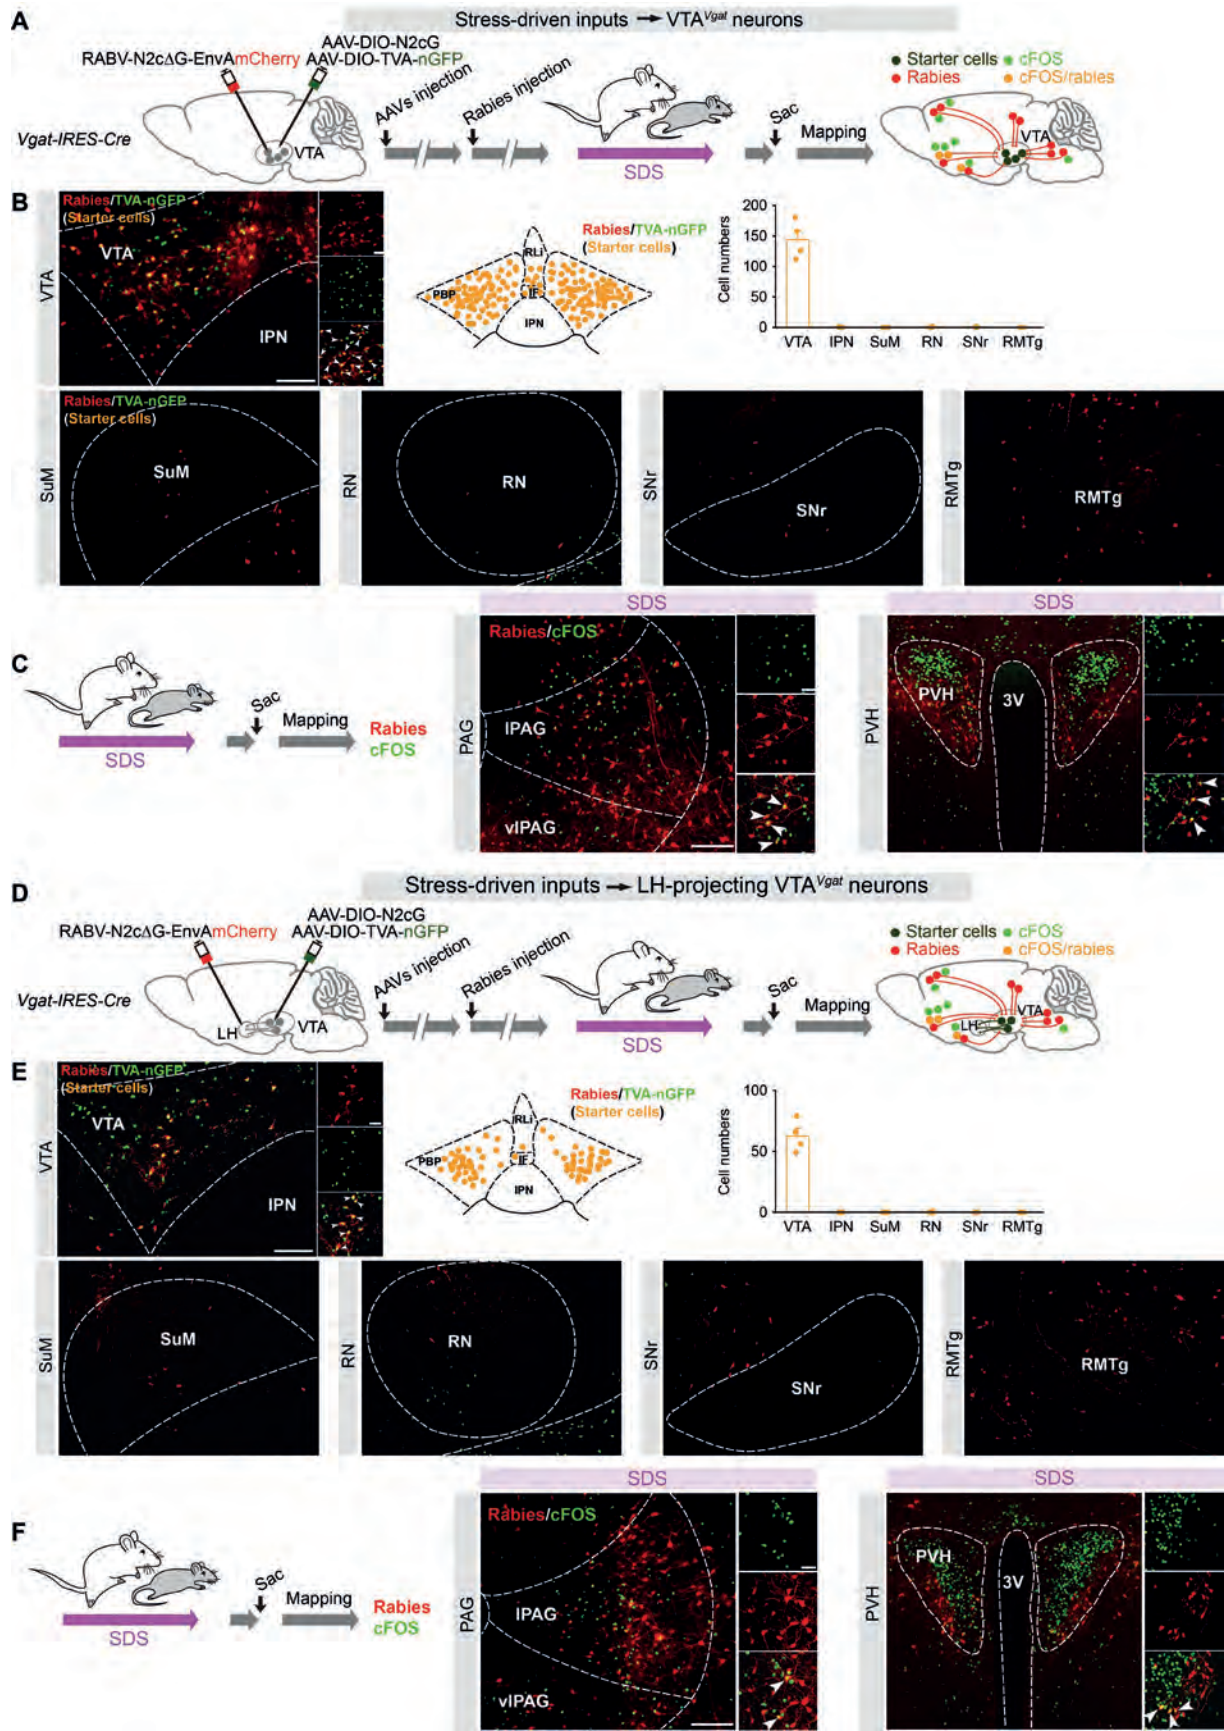 A
Stress-driven inputs → VTA^Vgat neurons
AAV-DIO-N2cG
RABV-N2cΔG-EnvAmCherry
AAV-DIO-TVA-nGFP
Vgat-IRES-Cre
VTA
AAVs injection
Rabies injection
SDS
Sac
Mapping
Starter cells
cFOS
Rabies
cFOS/rabies
VTA
B
VTA
Rabies/TVA-nGFP
(Starter cells)
VTA
IPN
Rabies/TVA-nGFP
(Starter cells)
RLi
PBP
IF
IPN
Cell numbers
200
150
100
50
0
VTA IPN SuM RN SNr RMTg
SuM
Rabies/TVA-nGFP
(Starter cells)
SuM
RN
RN
SNr
SNr
RMTg
RMTg
C
SDS
Sac
Mapping
Rabies
cFOS
SDS
PAG
Rabies/cFOS
lPAG
vlPAG
SDS
PVH
PVH
3V
D
Stress-driven inputs → LH-projecting VTA^Vgat neurons
AAV-DIO-N2cG
RABV-N2cΔG-EnvAmCherry
AAV-DIO-TVA-nGFP
Vgat-IRES-Cre
LH
VTA
AAVs injection
Rabies injection
SDS
Sac
Mapping
Starter cells
cFOS
Rabies
cFOS/rabies
VTA
LH
E
VTA
Rabies/TVA-nGFP
(Starter cells)
VTA
IPN
Rabies/TVA-nGFP
(Starter cells)
RLi
PBP
IF
IPN
Cell numbers
100
50
0
VTA IPN SuM RN SNr RMTg
SuM
SuM
RN
RN
SNr
SNr
RMTg
RMTg
F
SDS
Sac
Mapping
Rabies
cFOS
SDS
PAG
Rabies/cFOS
lPAG
vlPAG
SDS
PVH
PVH
3V